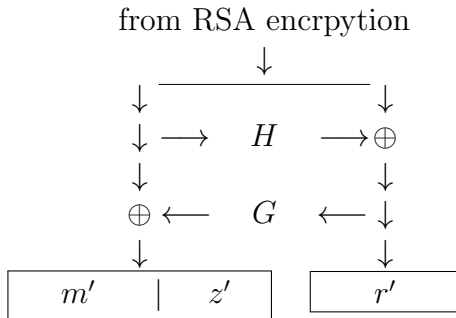 from RSA encrpytion
↓
↓ ↓
↓ → H → ⊕
↓ ↓
⊕ ← G ← ↓
↓ ↓
m′ | z′ r′